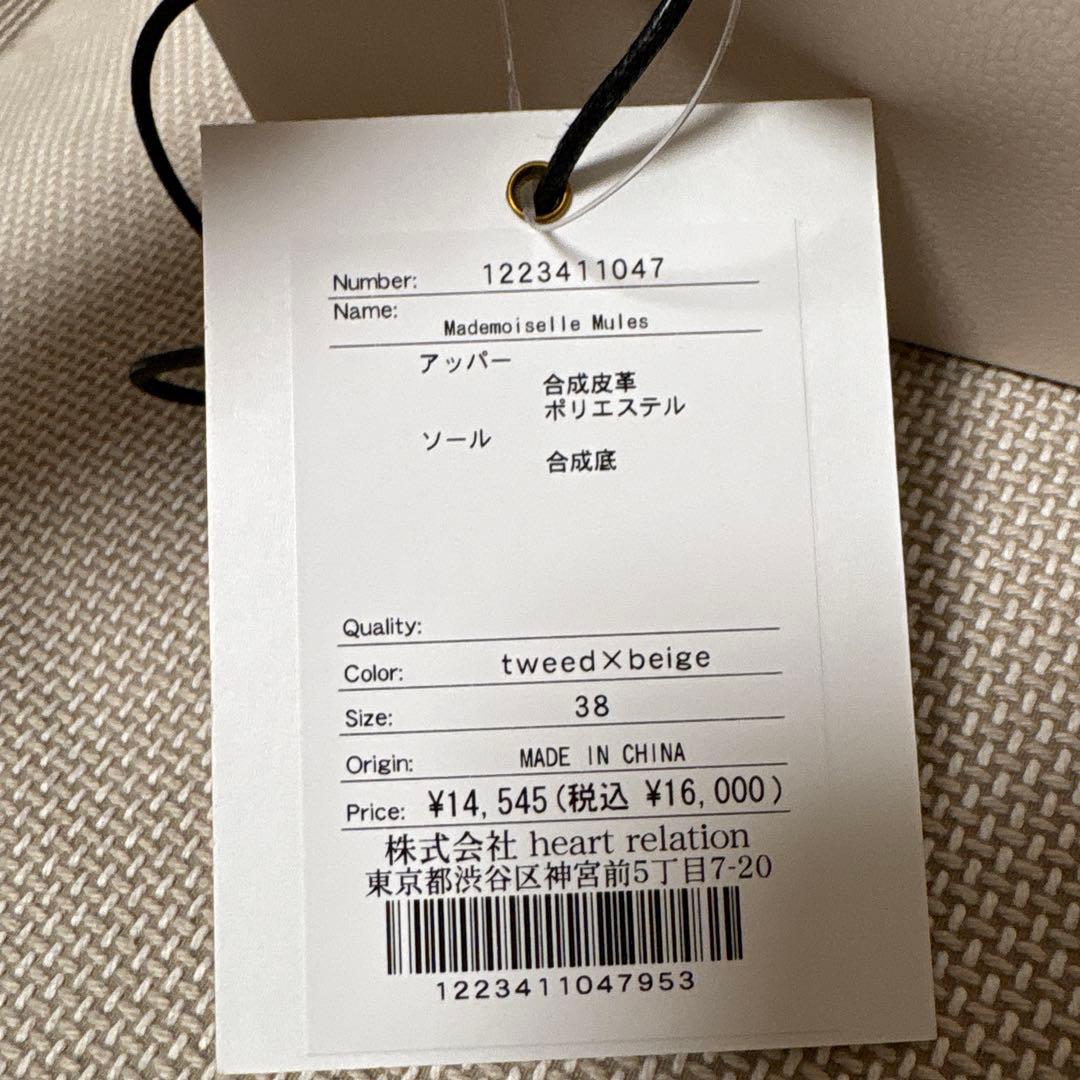 Number: 1223411047
Name: Mademoiselle Mules
アッパー
合成皮革
ポリエステル
ソール
合成底
Quality:
Color: tweed×beige
Size: 38
Origin: MADE IN CHINA
Price: ¥14,545(税込 ¥16,000)
株式会社 heart relation
東京都渋谷区神宮前5丁目7-20
1223411047953